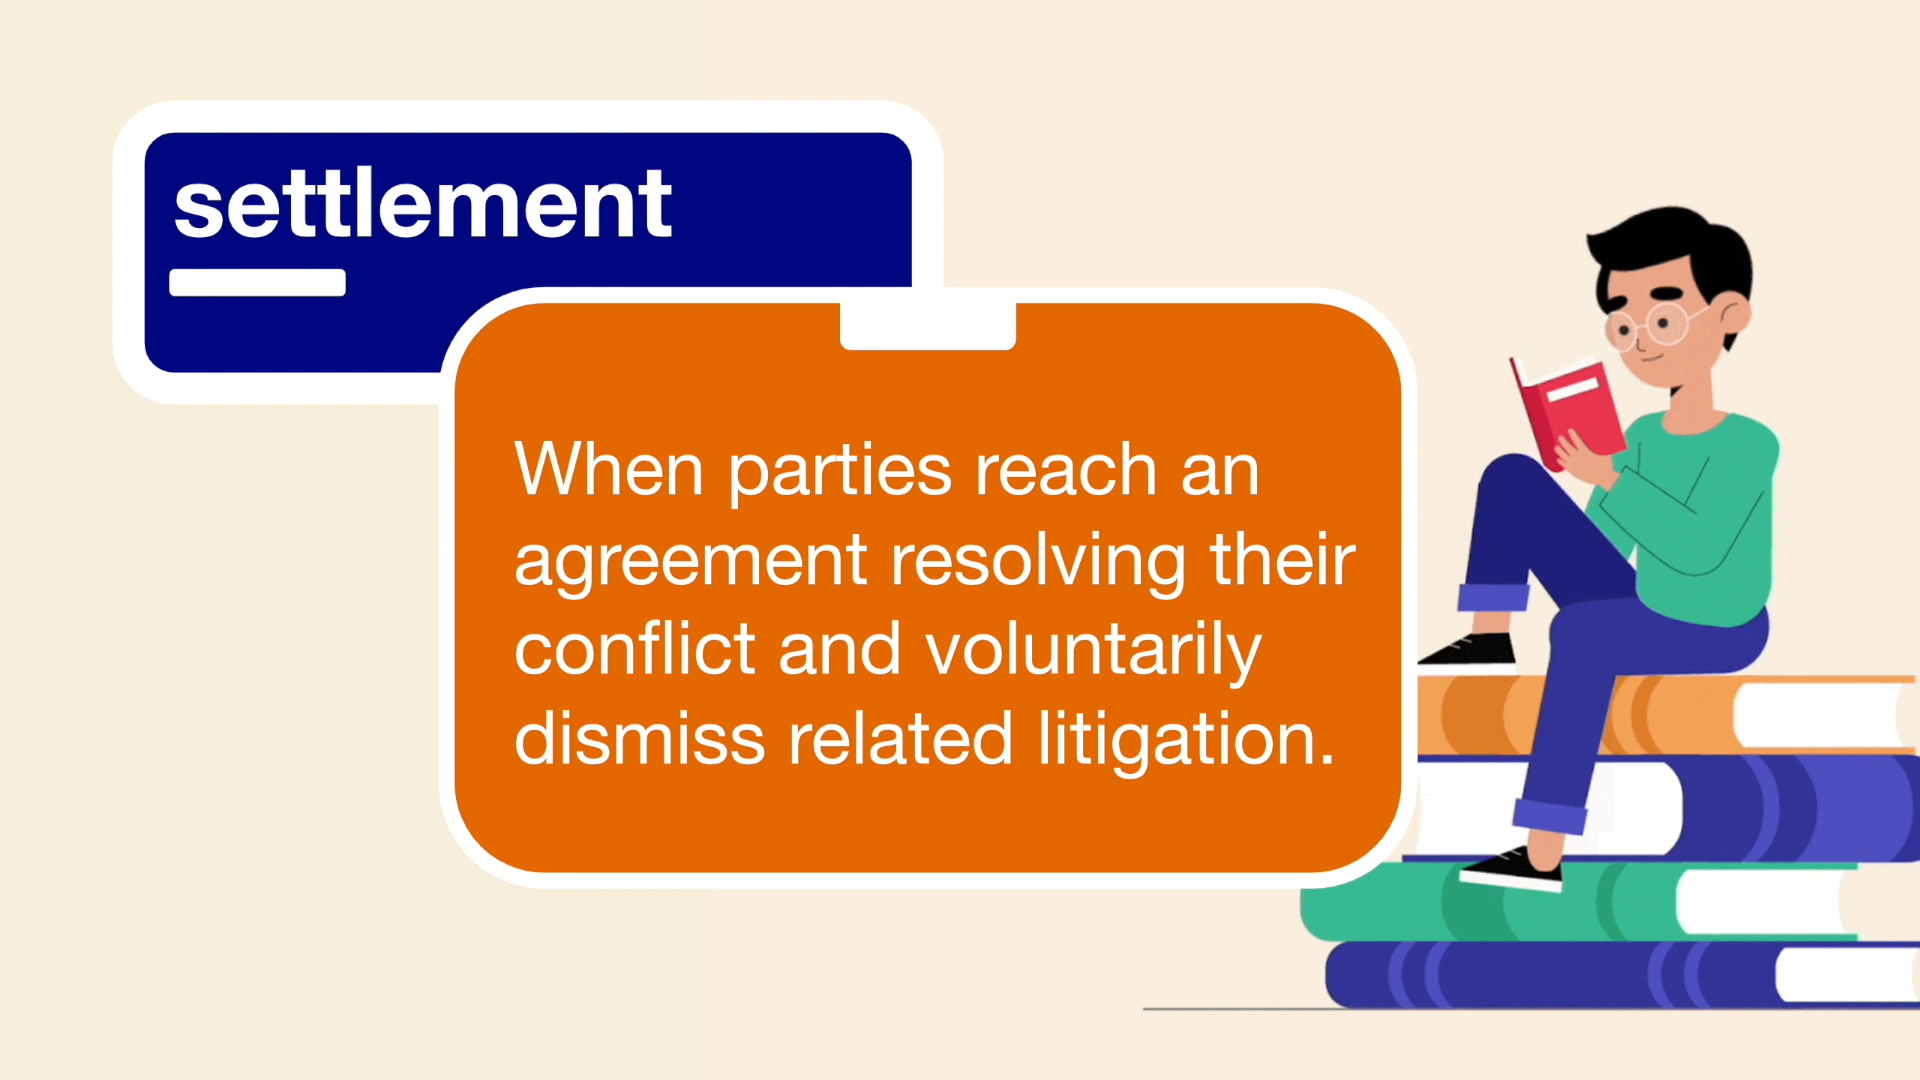 settlement
When parties reach an
agreement resolving their
conflict and voluntarily
dismiss related litigation.